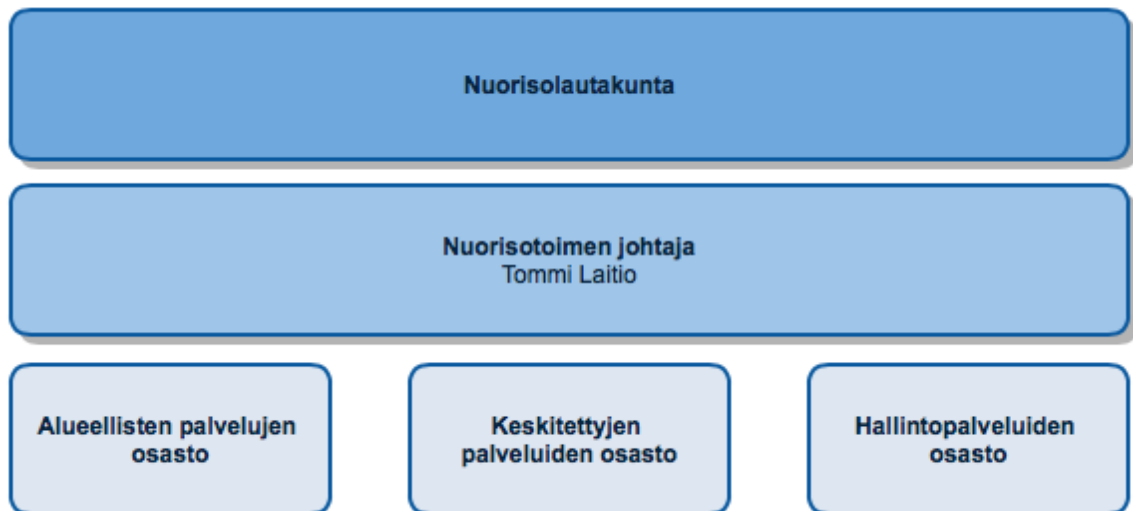 Nuorisolautakunta
Nuorisotoimen johtaja
Tommi Laitio
Alueellisten palvelujen
osasto
Keskitettyjen
palveluiden osasto
Hallintopalveluiden
osasto